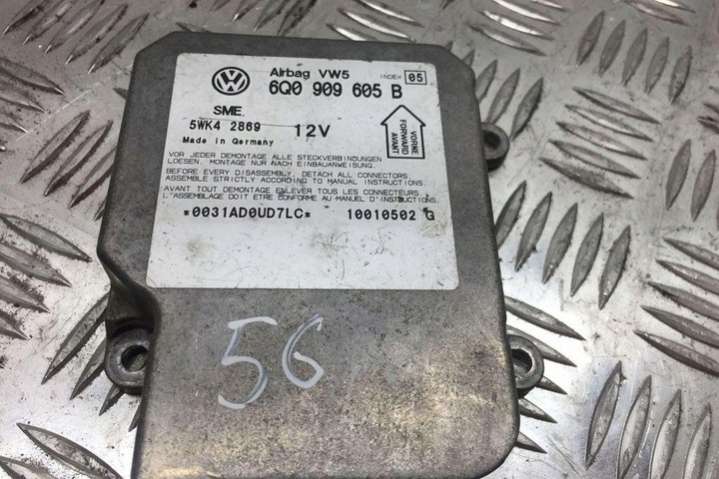 Airbag VW5
INDEX 05
6Q0 909 605 B
SME
5WK4 2869 12V
Made in Germany
VORNE
FORWARD
AVANT
VOR JEDER DEMONTAGE ALLE STECKVERBINDUNGEN
LOESEN. MONTAGE NUR NACH EINBAUANWEISUNG.
BEFORE EVERY DISASSEMBLY, DETACH ALL CONNECTORS
ASSEMBLE STRICTLY ACCORDING TO MANUAL INSTRUCTIONS.
AVANT TOUT DEMONTAGE ENLEVER TOUS LES CONNECTEURS
L'ASSEMBLAGE DOIT ETRE CONFORME AU MANUEL D'INSTRUCTIONS.
*0031AD0UD7LC* 10010502 G
56